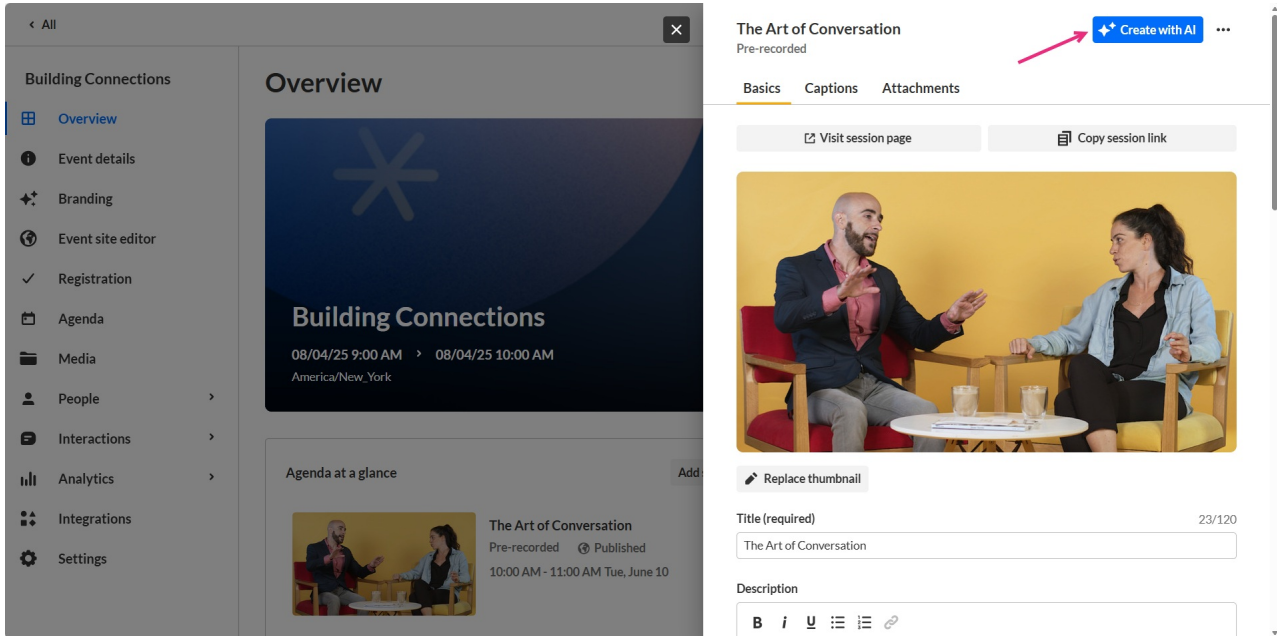 All
Building Connections
Overview
Event details
Branding
Event site editor
Registration
Agenda
Media
People
Interactions
Analytics
Integrations
Settings
Overview
Building Connections
08/04/25 9:00 AM > 08/04/25 10:00 AM
America/New_York
Agenda at a glance
Add
The Art of Conversation
Pre-recorded Published
10:00 AM - 11:00 AM Tue, June 10
The Art of Conversation
Pre-recorded
Create with AI
Basics Captions Attachments
Visit session page Copy session link
Replace thumbnail
Title (required) 23/120
The Art of Conversation
Description
B i U